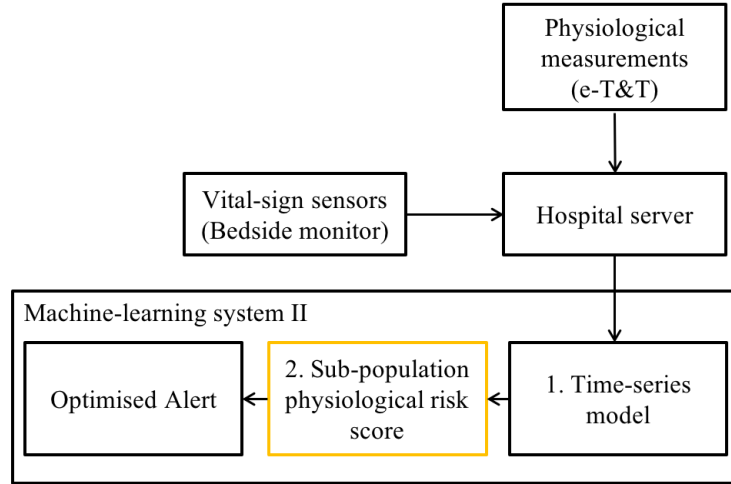 Physiological
measurements
(e-T&T)
Vital-sign sensors
(Bedside monitor)
Hospital server
Machine-learning system II
Optimised Alert
2. Sub-population
physiological risk
score
1. Time-series
model